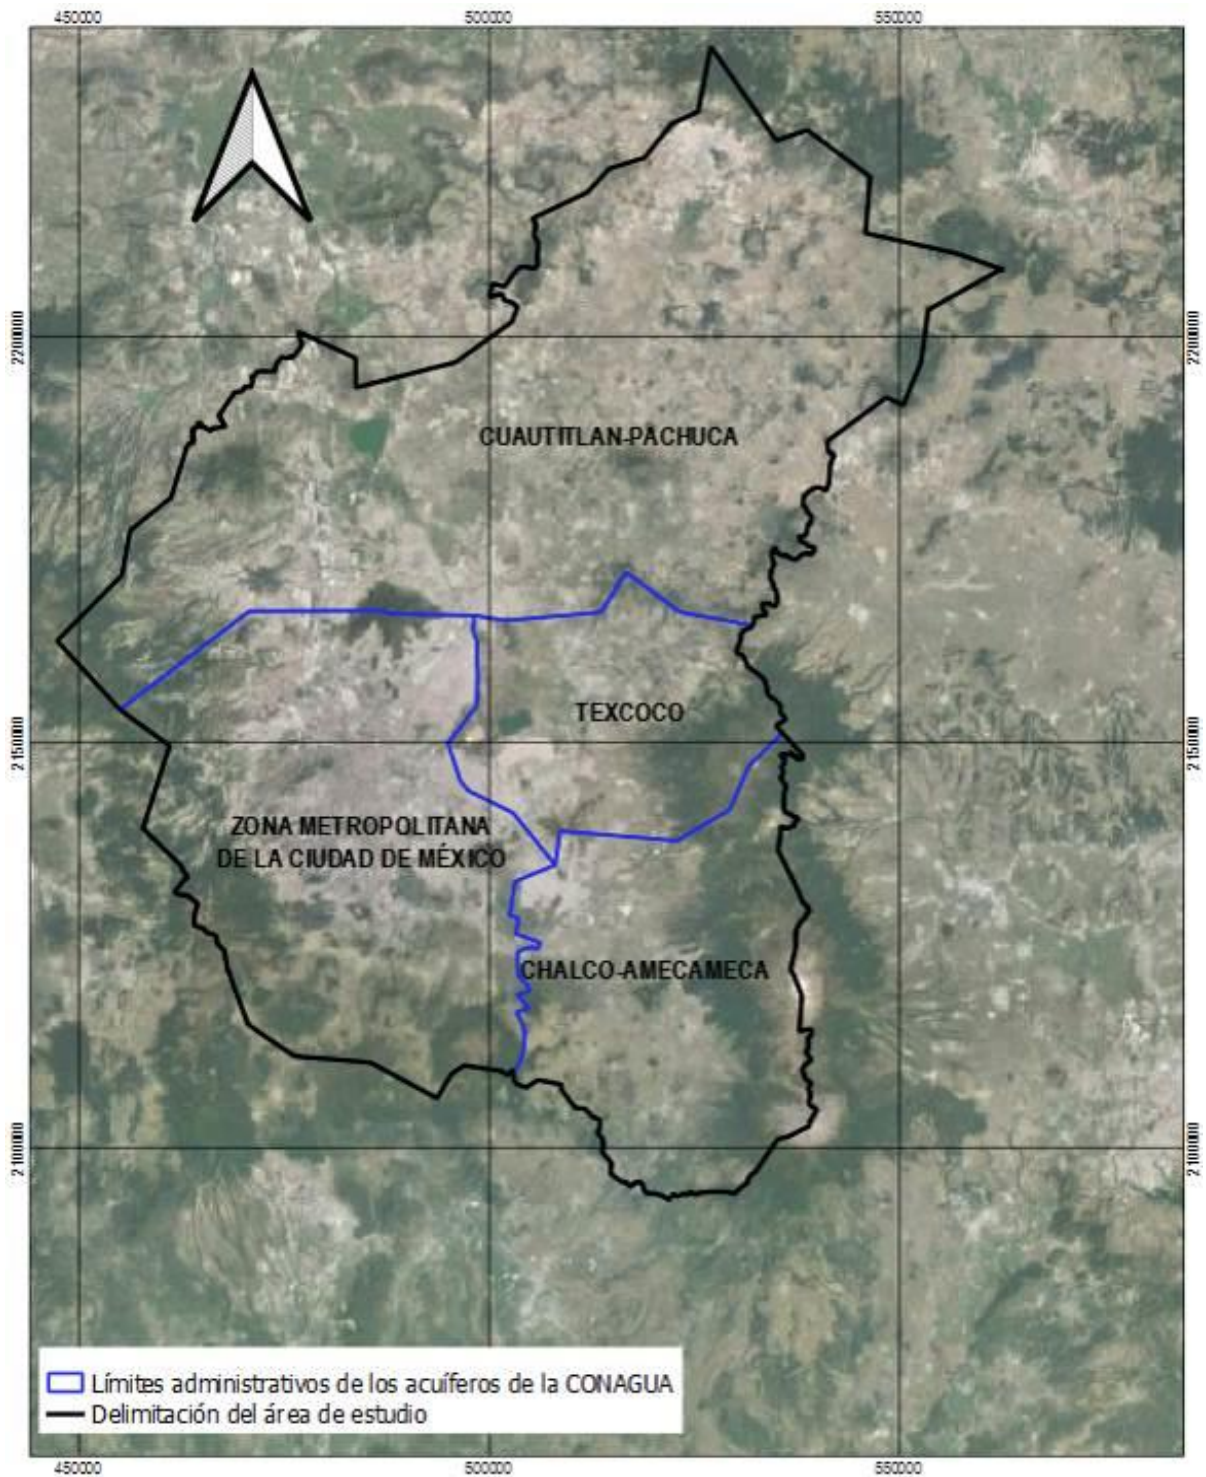 450000 500000 550000
2200000 2200000
CUAUTITLAN-PACHUCA
TEXCOCO
2150000 2150000
ZONA METROPOLITANA
DE LA CIUDAD DE MÉXICO
CHALCO-AMECAMECA
2100000 2100000
Límites administrativos de los acuíferos de la CONAGUA
Delimitación del área de estudio
450000 500000 550000